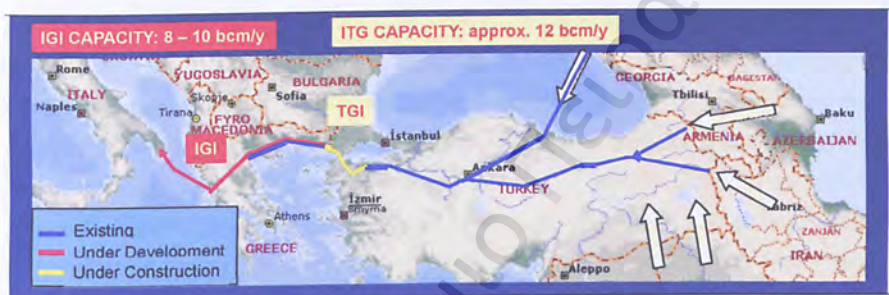 IGI CAPACITY: 8 – 10 bcm/y
ITG CAPACITY: approx. 12 bcm/y
Rome
ITALY
Naples
YUGOSLAVIA
Skopje
Tirana
FYRO
MACEDONIA
BULGARIA
Sofia
TGI
IGI
İstanbul
Ankara
TURKEY
İzmir
Smyrna
Athens
GREECE
GEORGIA
Tbilisi
DAGESTAN
ARMENIA
Baku
AZERBAIJAN
Tabriz
ZANJAN
IRAN
Aleppo
Existing
Under Development
Under Construction